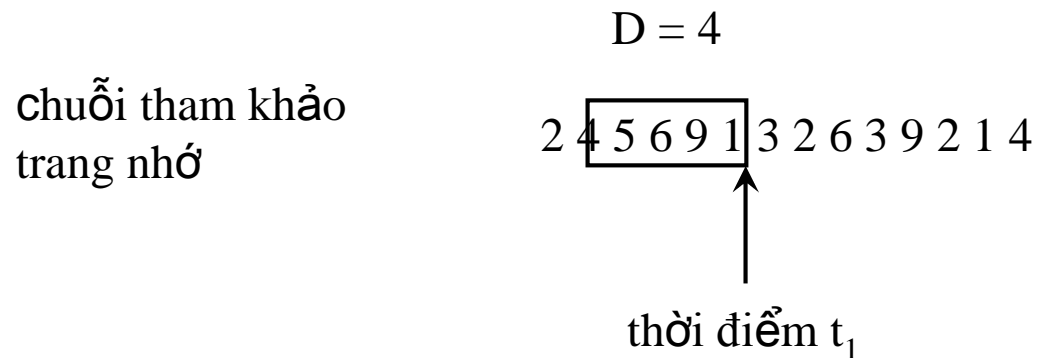 D = 4
chuỗi tham khảo
trang nhớ
2 4 5 6 9 1 3 2 6 3 9 2 1 4
thời điểm t₁